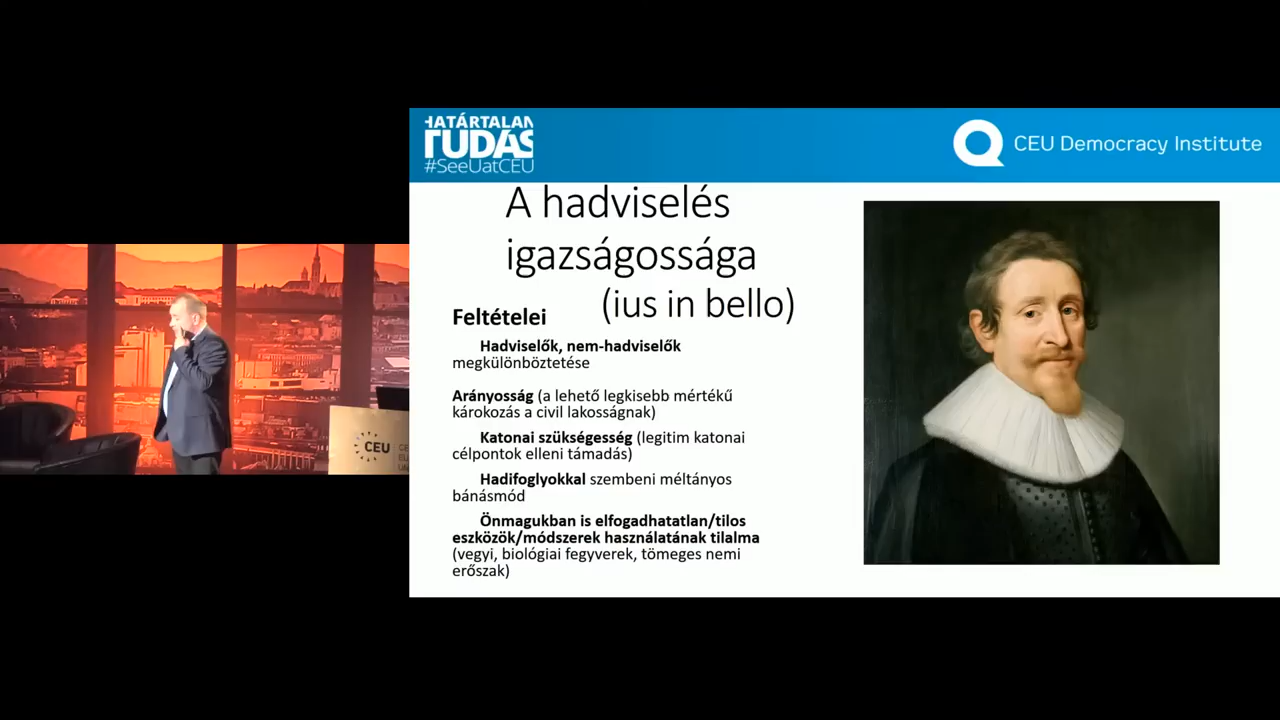 HATÁRTALAN
TUDÁS
#SeeUatCEU
CEU Democracy Institute
A hadviselés
igazságossága
(ius in bello)
Feltételei
Hadviselők, nem-hadviselők
megkülönböztetése
Arányosság (a lehető legkisebb mértékű
károkozás a civil lakosságnak)
Katonai szükségesség (legitim katonai
célpontok elleni támadás)
Hadifoglyokkal szembeni méltányos
bánásmód
Önmagukban is elfogadhatatlan/tilos
eszközök/módszerek használatának tilalma
(vegyi, biológiai fegyverek, tömeges nemi
erőszak)
CEU